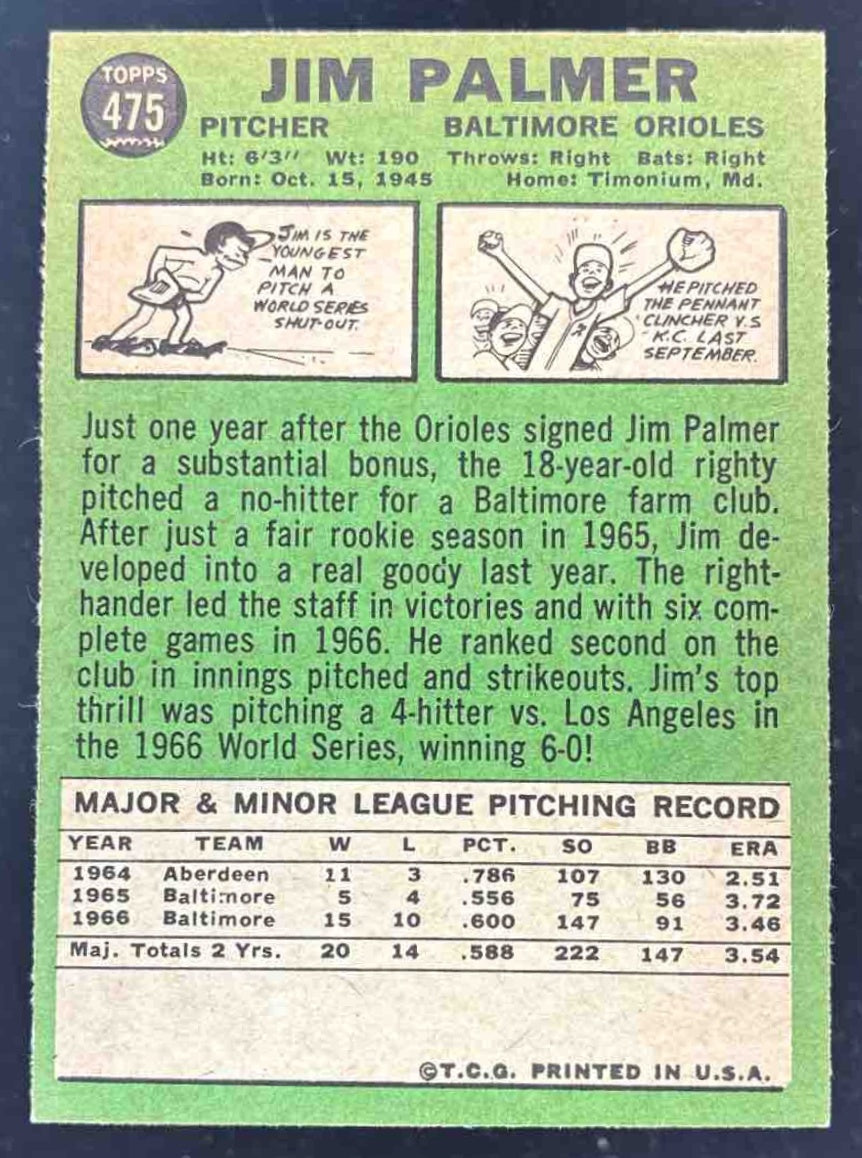 TOPPS
475
JIM PALMER
PITCHER BALTIMORE ORIOLES
Ht: 6'3" Wt: 190 Throws: Right Bats: Right
Born: Oct. 15, 1945 Home: Timonium, Md.
JIM IS THE
YOUNGEST
MAN TO
PITCH A
WORLD SERIES
SHUT-OUT.
HE PITCHED
THE PENNANT
CLINCHER V.S
K.C. LAST
SEPTEMBER.
Just one year after the Orioles signed Jim Palmer
for a substantial bonus, the 18-year-old righty
pitched a no-hitter for a Baltimore farm club.
After just a fair rookie season in 1965, Jim de-
veloped into a real goody last year. The right-
hander led the staff in victories and with six com-
plete games in 1966. He ranked second on the
club in innings pitched and strikeouts. Jim's top
thrill was pitching a 4-hitter vs. Los Angeles in
the 1966 World Series, winning 6-0!
MAJOR & MINOR LEAGUE PITCHING RECORD
YEAR TEAM W L PCT. SO BB ERA
1964 Aberdeen 11 3 .786 107 130 2.51
1965 Baltimore 5 4 .556 75 56 3.72
1966 Baltimore 15 10 .600 147 91 3.46
Maj. Totals 2 Yrs. 20 14 .588 222 147 3.54
©T.C.G. PRINTED IN U.S.A.